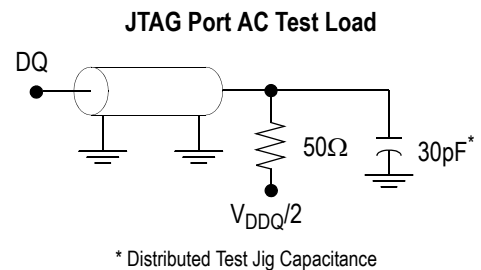 JTAG Port AC Test Load
DQ
50Ω
30pF*
VDDQ/2
* Distributed Test Jig Capacitance